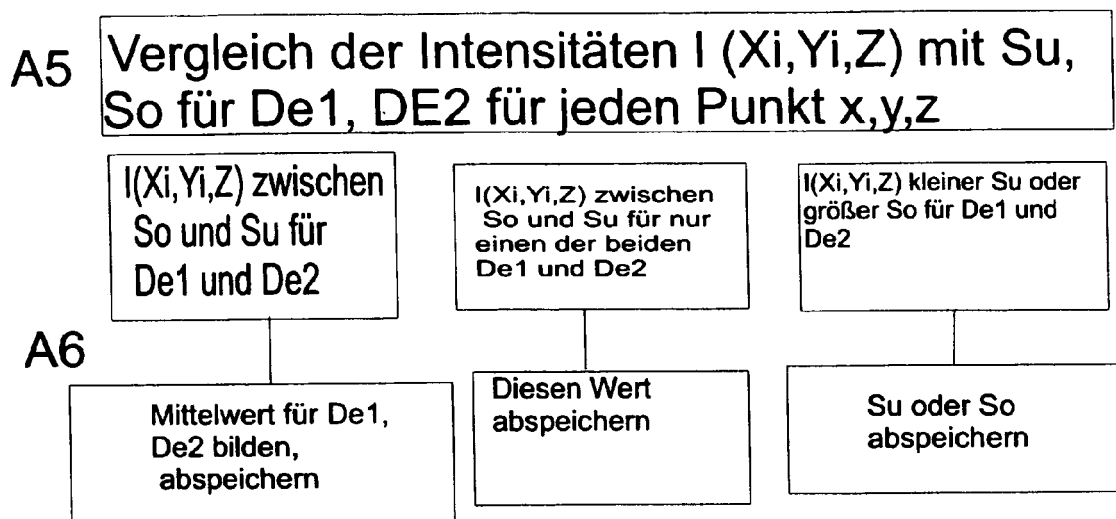 A5
Vergleich der Intensitäten I (Xi,Yi,Z) mit Su,
So für De1, DE2 für jeden Punkt x,y,z
I(Xi,Yi,Z) zwischen
So und Su für
De1 und De2
I(Xi,Yi,Z) zwischen
So und Su für nur
einen der beiden
De1 und De2
I(Xi,Yi,Z) kleiner Su oder
größer So für De1 und
De2
A6
Mittelwert für De1,
De2 bilden,
abspeichern
Diesen Wert
abspeichern
Su oder So
abspeichern